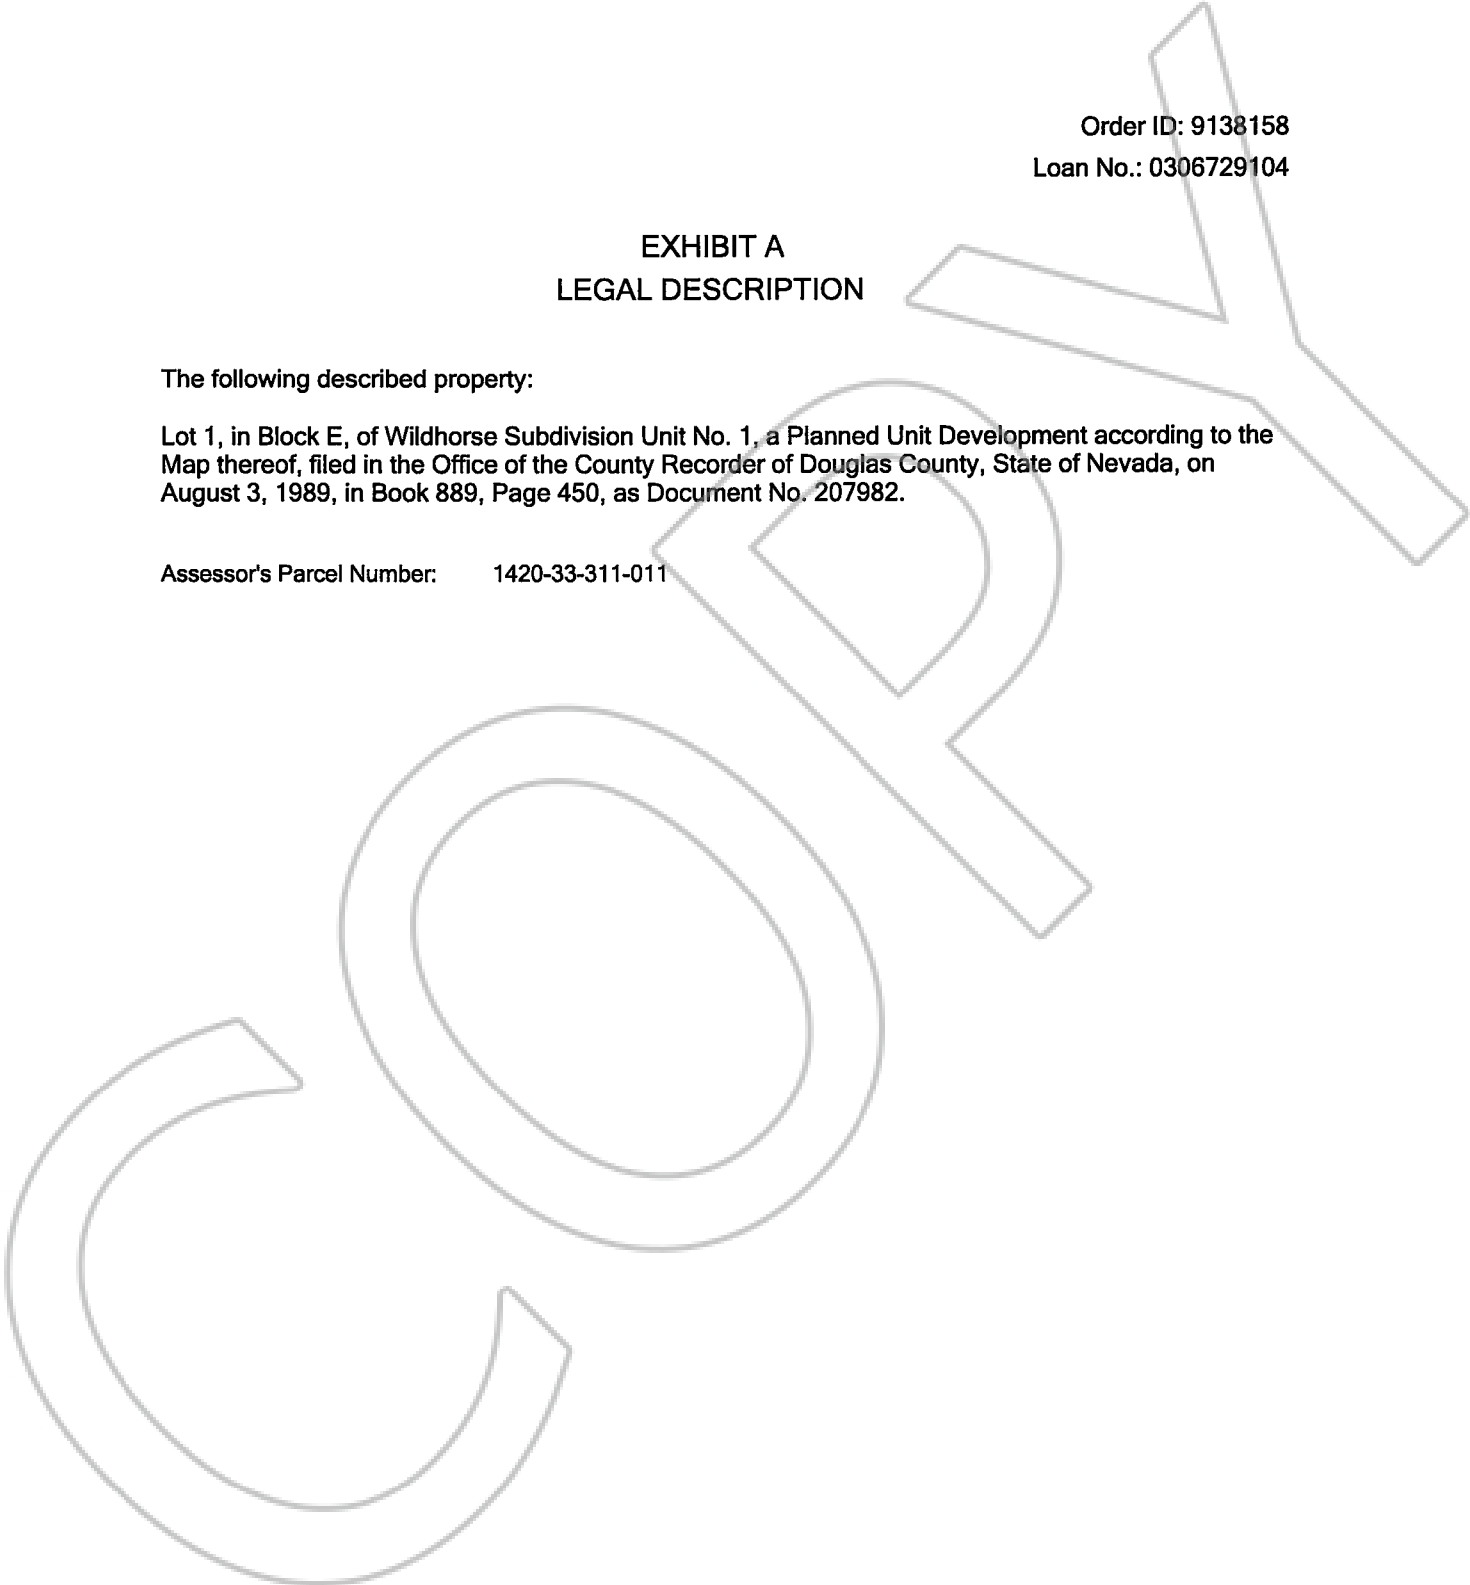 Order ID: 9138158
Loan No.: 0306729104
EXHIBIT A
LEGAL DESCRIPTION
The following described property:
Lot 1, in Block E, of Wildhorse Subdivision Unit No. 1, a Planned Unit Development according to the
Map thereof, filed in the Office of the County Recorder of Douglas County, State of Nevada, on
August 3, 1989, in Book 889, Page 450, as Document No. 207982.
Assessor's Parcel Number: 1420-33-311-011
COPY